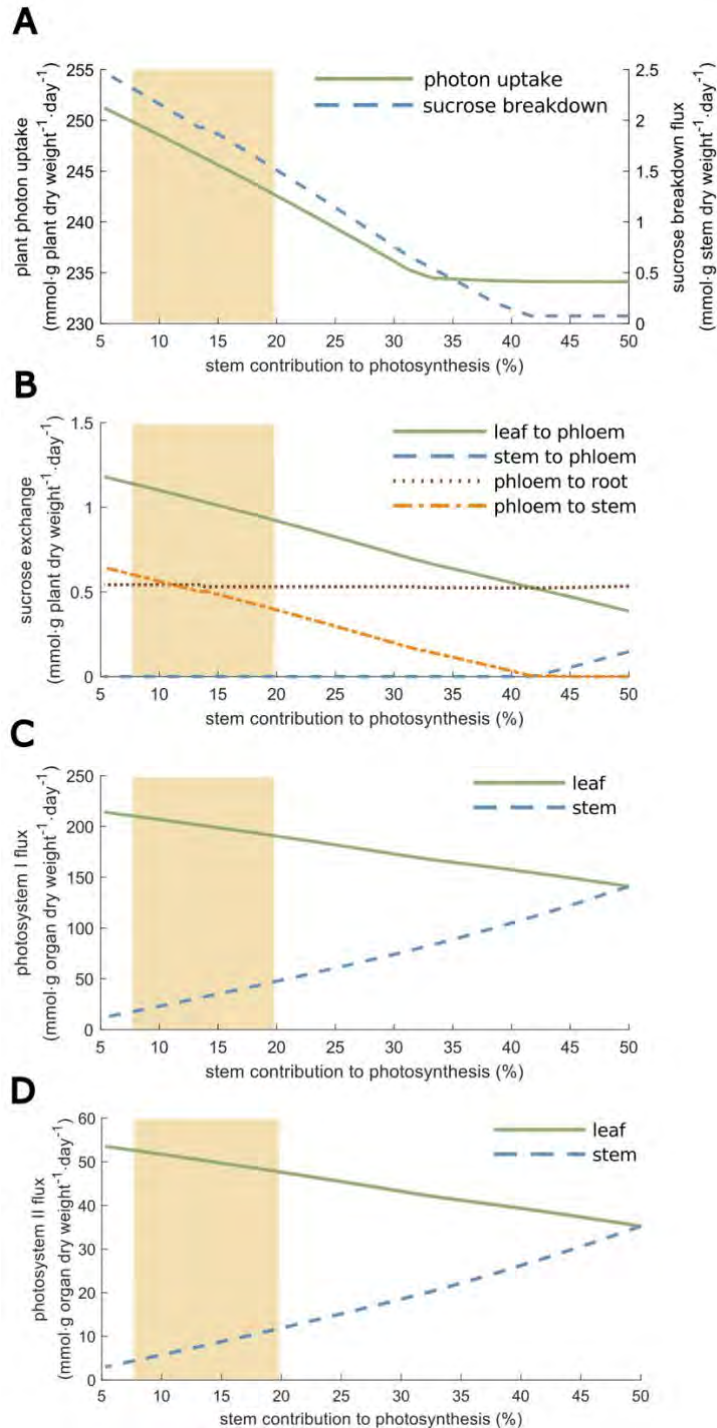 A
255
250
245
240
235
230
plant photon uptake
(mmol·g plant dry weight⁻¹·day⁻¹)
photon uptake
sucrose breakdown
2.5
2
1.5
1
0.5
0
sucrose breakdown flux
(mmol·g stem dry weight⁻¹·day⁻¹)
5 10 15 20 25 30 35 40 45 50
stem contribution to photosynthesis (%)
B
1.5
1
0.5
0
sucrose exchange
(mmol·g plant dry weight⁻¹·day⁻¹)
leaf to phloem
stem to phloem
phloem to root
phloem to stem
5 10 15 20 25 30 35 40 45 50
stem contribution to photosynthesis (%)
C
250
200
150
100
50
0
photosystem I flux
(mmol·g organ dry weight⁻¹·day⁻¹)
leaf
stem
5 10 15 20 25 30 35 40 45 50
stem contribution to photosynthesis (%)
D
60
50
40
30
20
10
0
photosystem II flux
(mmol·g organ dry weight⁻¹·day⁻¹)
leaf
stem
5 10 15 20 25 30 35 40 45 50
stem contribution to photosynthesis (%)